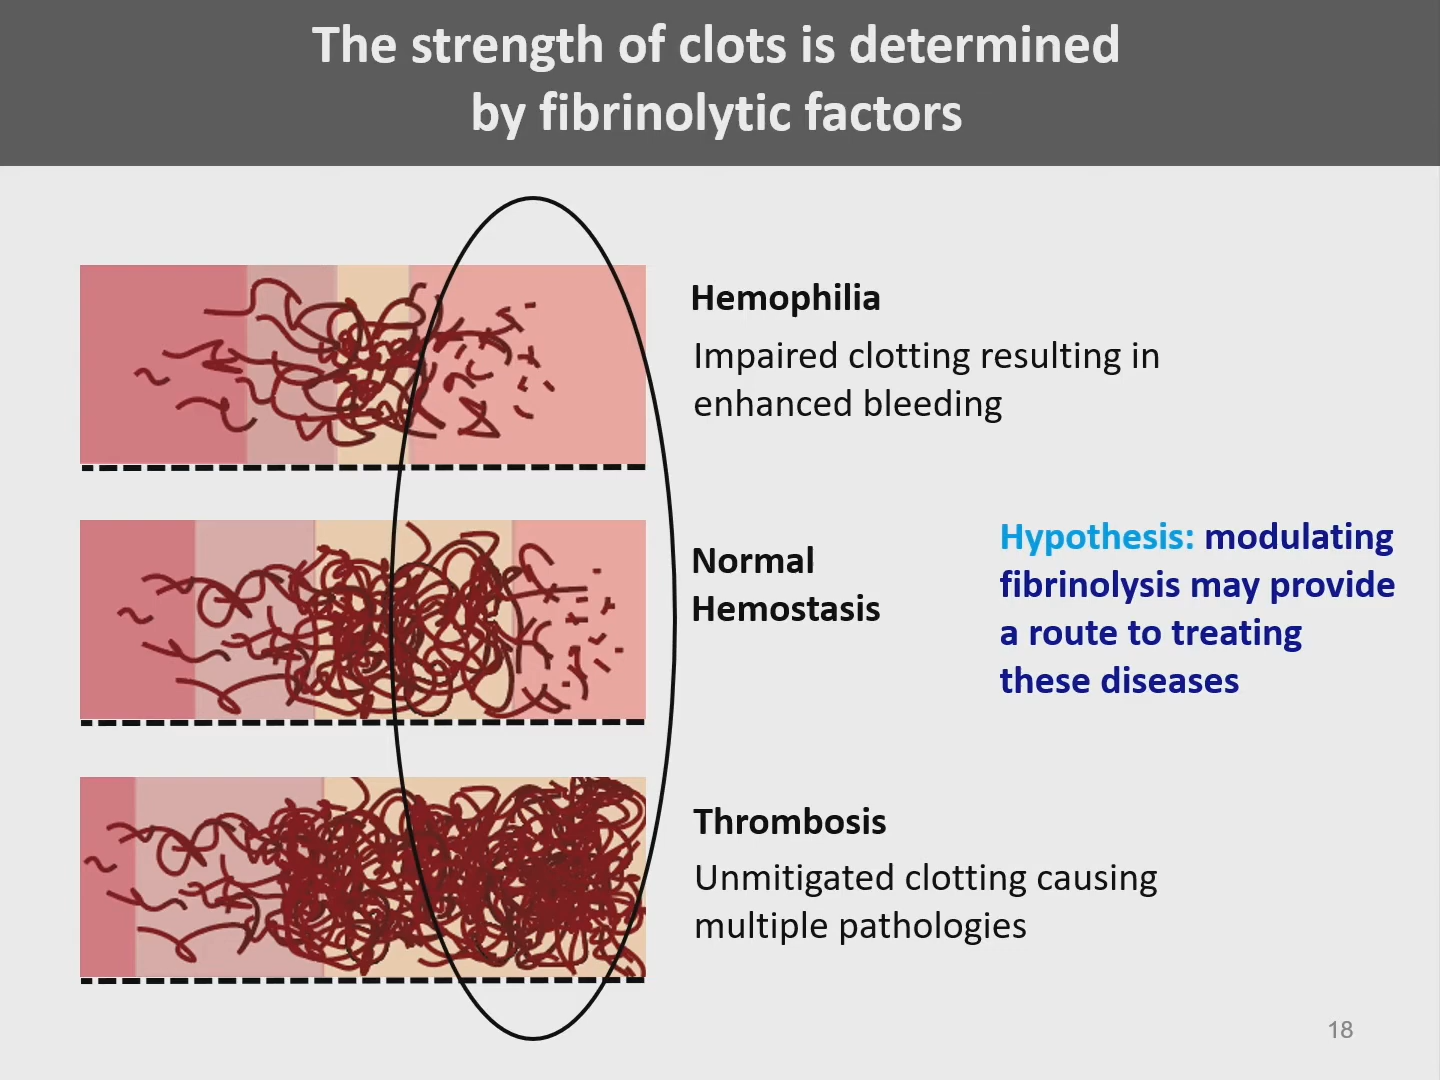 The strength of clots is determined
by fibrinolytic factors
Hemophilia
Impaired clotting resulting in
enhanced bleeding
Normal
Hemostasis
Hypothesis: modulating
fibrinolysis may provide
a route to treating
these diseases
Thrombosis
Unmitigated clotting causing
multiple pathologies
18